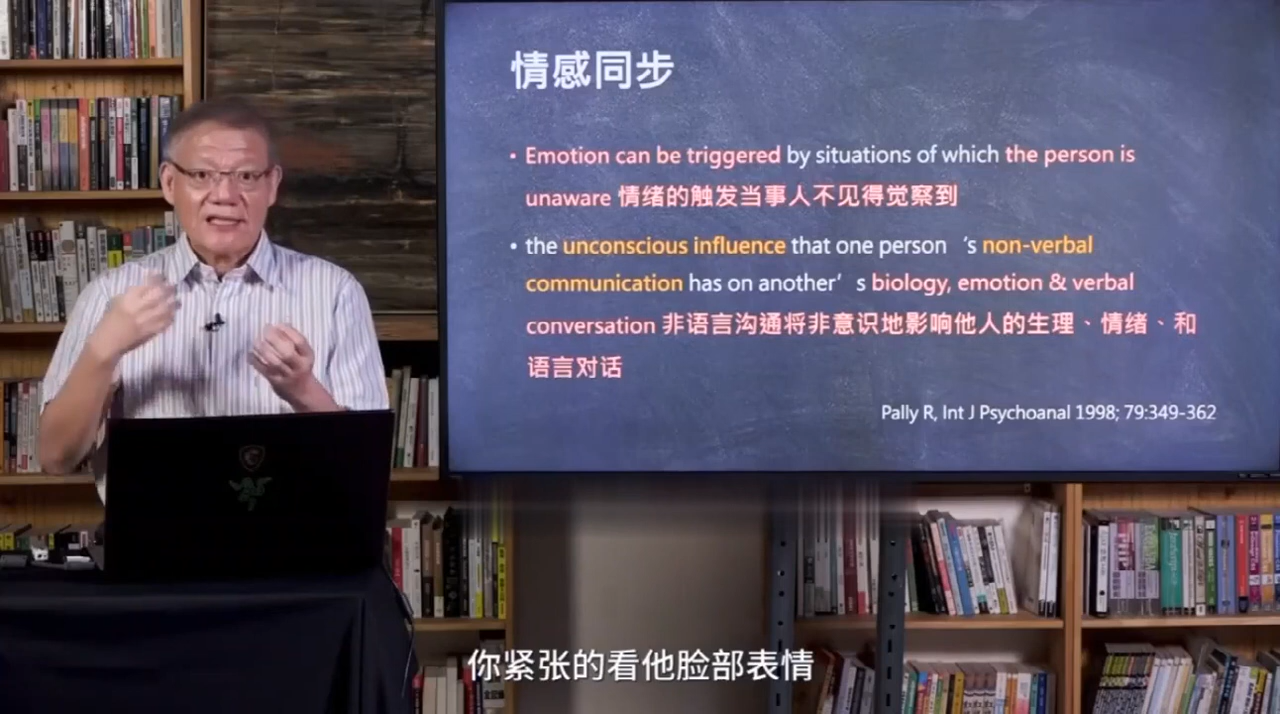 情感同步
• Emotion can be triggered by situations of which the person is
unaware 情绪的触发当事人不见得觉察到
• the unconscious influence that one person ‘s non-verbal
communication has on another’ s biology, emotion & verbal
conversation 非语言沟通将非意识地影响他人的生理、情绪、和
语言对话
Pally R, Int J Psychoanal 1998; 79:349-362
你紧张的看他脸部表情